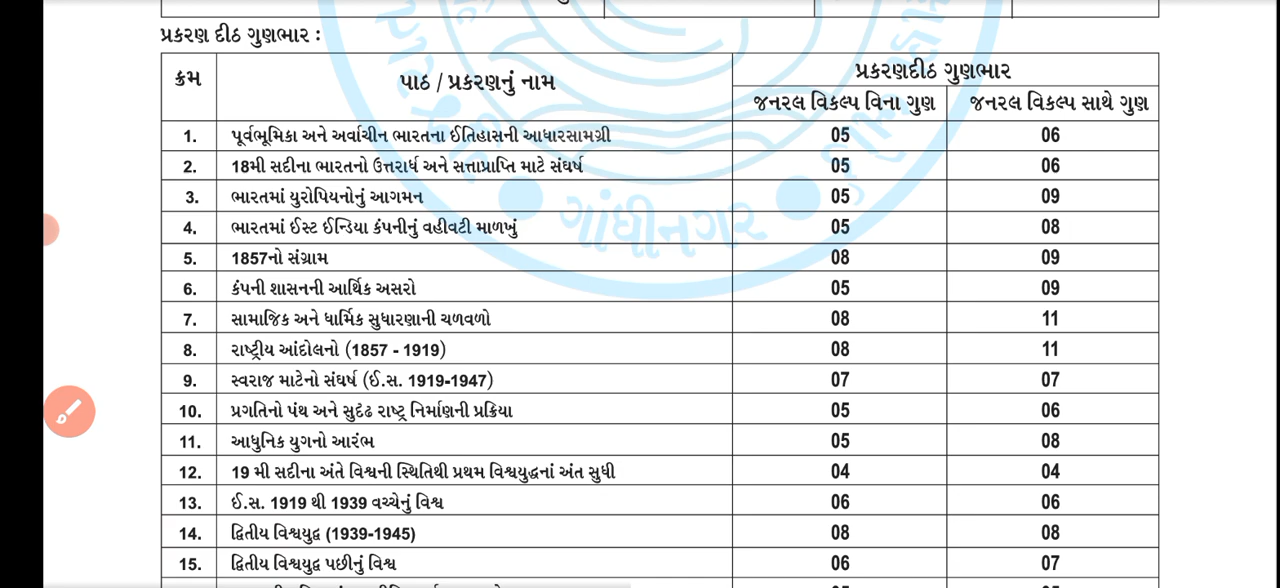 પ્રકરણ દીઠ ગુણભાર :
ક્રમ પાઠ / પ્રકરણનું નામ પ્રકરણદીઠ ગુણભાર
જનરલ વિકલ્પ વિના ગુણ જનરલ વિકલ્પ સાથે ગુણ
1. પૂર્વભૂમિકા અને અર્વાચીન ભારતના ઈતિહાસની આધારસામગ્રી 05 06
2. 18મી સદીના ભારતનો ઉત્તરાર્ધ અને સત્તાપ્રાપ્તિ માટે સંઘર્ષ 05 06
3. ભારતમાં યુરોપિયનોનું આગમન 05 09
4. ભારતમાં ઈસ્ટ ઈન્ડિયા કંપનીનું વહીવટી માળખું 05 08
5. 1857નો સંગ્રામ 08 09
6. કંપની શાસનની આર્થિક અસરો 05 09
7. સામાજિક અને ધાર્મિક સુધારણાની ચળવળો 08 11
8. રાષ્ટ્રીય આંદોલનો (1857 - 1919) 08 11
9. સ્વરાજ માટેનો સંઘર્ષ (ઈ.સ. 1919-1947) 07 07
10. પ્રગતિનો પંથ અને સુદૃઢ રાષ્ટ્ર નિર્માણની પ્રક્રિયા 05 06
11. આધુનિક યુગનો આરંભ 05 08
12. 19 મી સદીના અંતે વિશ્વની સ્થિતિથી પ્રથમ વિશ્વયુદ્ધનાં અંત સુધી 04 04
13. ઈ.સ. 1919 થી 1939 વચ્ચેનું વિશ્વ 06 06
14. દ્વિતીય વિશ્વયુદ્ધ (1939-1945) 08 08
15. દ્વિતીય વિશ્વયુદ્ધ પછીનું વિશ્વ 06 07
ગાંધીનગર